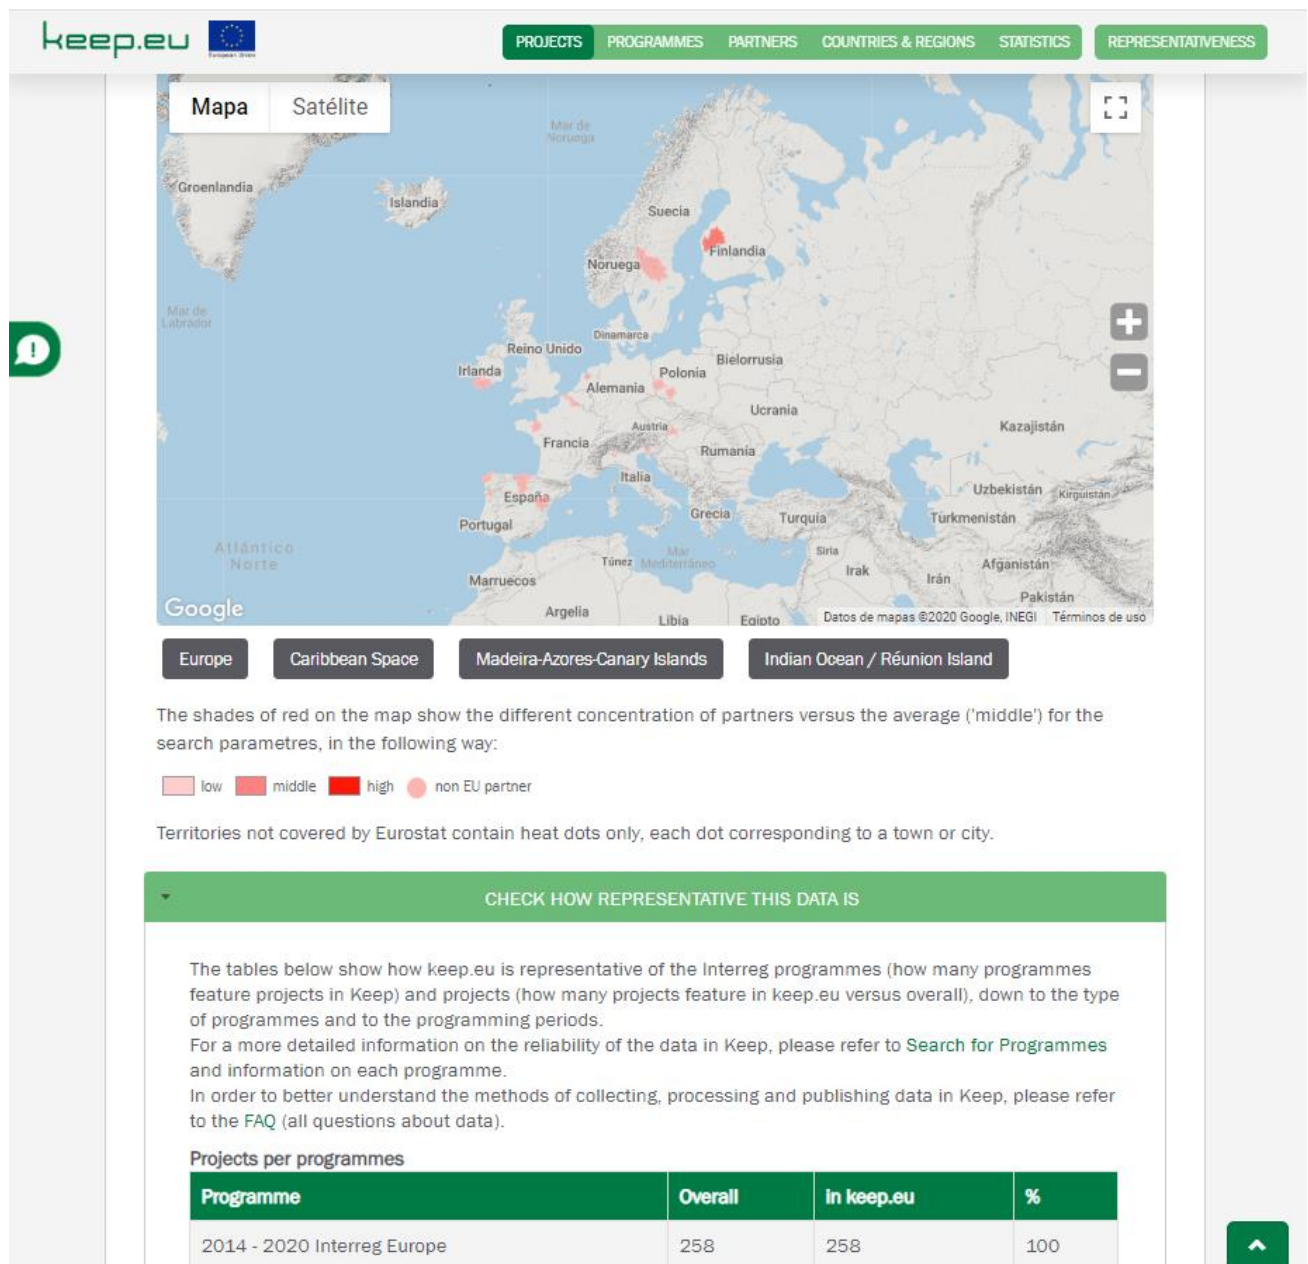 keep.eu
European Union
PROJECTS PROGRAMMES PARTNERS COUNTRIES & REGIONS STATISTICS REPRESENTATIVENESS
Mapa Satélite
Mar de
Noruega
Groenlandia
Islandia
Suecia
Finlandia
Noruega
Mar de
Labrador
Dinamarca
Reino Unido
Bielorrusia
Irlanda
Polonia
Alemania
Ucrania
Austria
Kazajistán
Francia
Rumanía
Italia
Uzbekistán
Kirguistán
España
Grecia
Turquía
Turkmenistán
Portugal
Atlántico
Norte
Mar
Mediterráneo
Túnez
Siria
Irak
Afganistán
Irán
Marruecos
Pakistán
Google
Argelia
Libia
Egipto
Datos de mapas ©2020 Google, INEGI Términos de uso
Europe Caribbean Space Madeira-Azores-Canary Islands Indian Ocean / Réunion Island
The shades of red on the map show the different concentration of partners versus the average ('middle') for the
search parametres, in the following way:
low middle high non EU partner
Territories not covered by Eurostat contain heat dots only, each dot corresponding to a town or city.
CHECK HOW REPRESENTATIVE THIS DATA IS
The tables below show how keep.eu is representative of the Interreg programmes (how many programmes
feature projects in Keep) and projects (how many projects feature in keep.eu versus overall), down to the type
of programmes and to the programming periods.
For a more detailed information on the reliability of the data in Keep, please refer to Search for Programmes
and information on each programme.
In order to better understand the methods of collecting, processing and publishing data in Keep, please refer
to the FAQ (all questions about data).
Projects per programmes
Programme Overall in keep.eu %
2014 - 2020 Interreg Europe 258 258 100